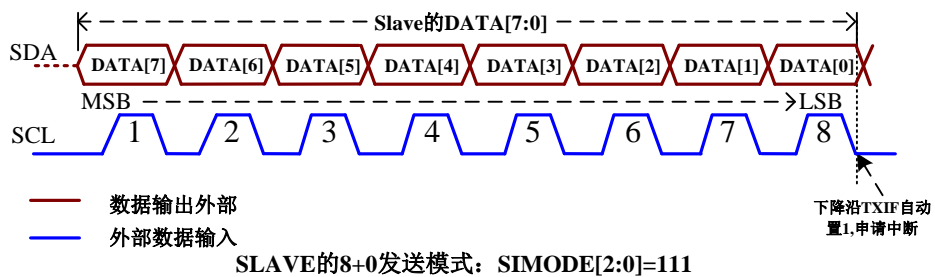 Slave的DATA[7:0]
SDA
DATA[7] DATA[6] DATA[5] DATA[4] DATA[3] DATA[2] DATA[1] DATA[0]
MSB LSB
SCL
1 2 3 4 5 6 7 8
数据输出外部
外部数据输入
下降沿TXIF自动
置1,申请中断
SLAVE的8+0发送模式：SIMODE[2:0]=111